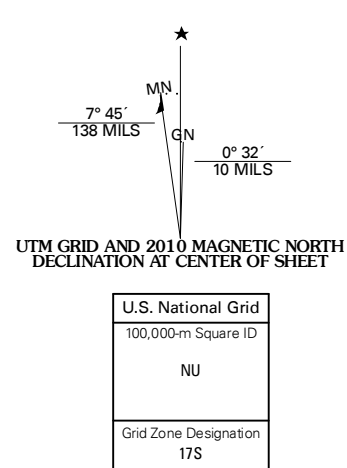 MN
7° 45´
138 MILS
GN
0° 32´
10 MILS
UTM GRID AND 2010 MAGNETIC NORTH
DECLINATION AT CENTER OF SHEET
U.S. National Grid
100,000-m Square ID
NU
Grid Zone Designation
17S